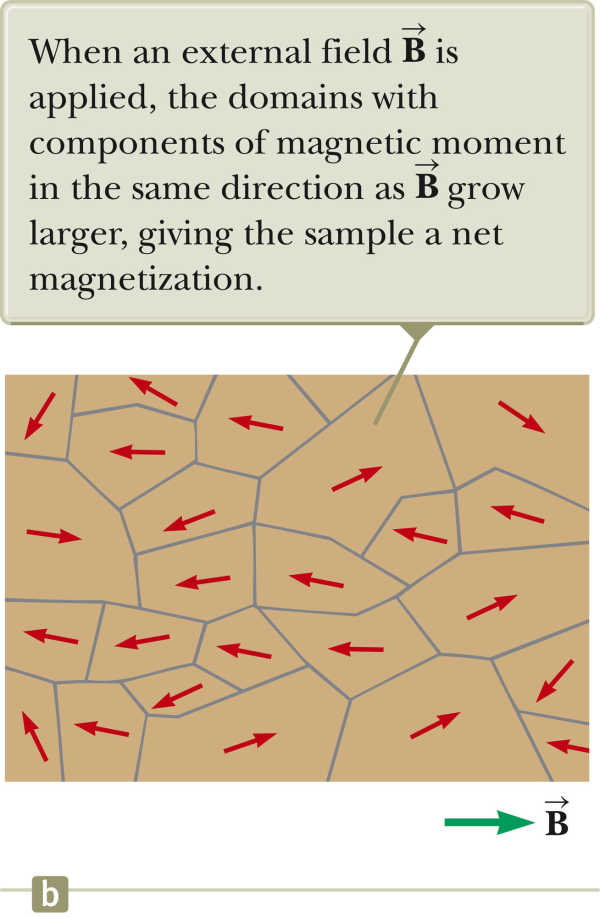 When an external field B⃗ is
applied, the domains with
components of magnetic moment
in the same direction as B⃗ grow
larger, giving the sample a net
magnetization.
B⃗
b